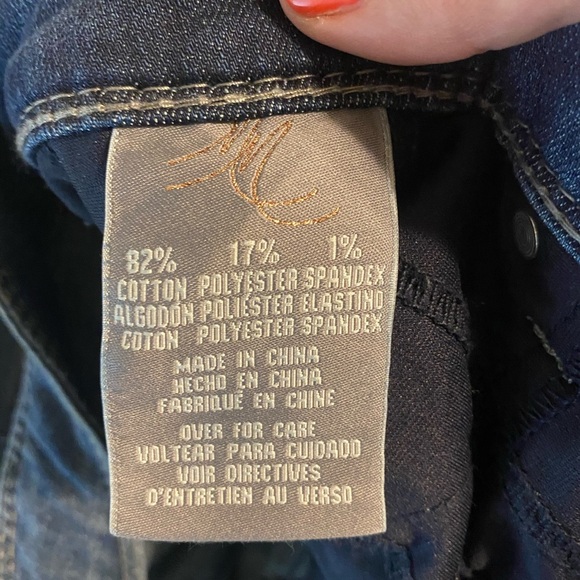 82% 17% 1%
COTTON POLYESTER SPANDEX
ALGODON POLIESTER ELASTINO
COTON POLYESTER SPANDEX
MADE IN CHINA
HECHO EN CHINA
FABRIQUÉ EN CHINE
OVER FOR CARE
VOLTEAR PARA CUIDADO
VOIR DIRECTIVES
D'ENTRETIEN AU VERSO